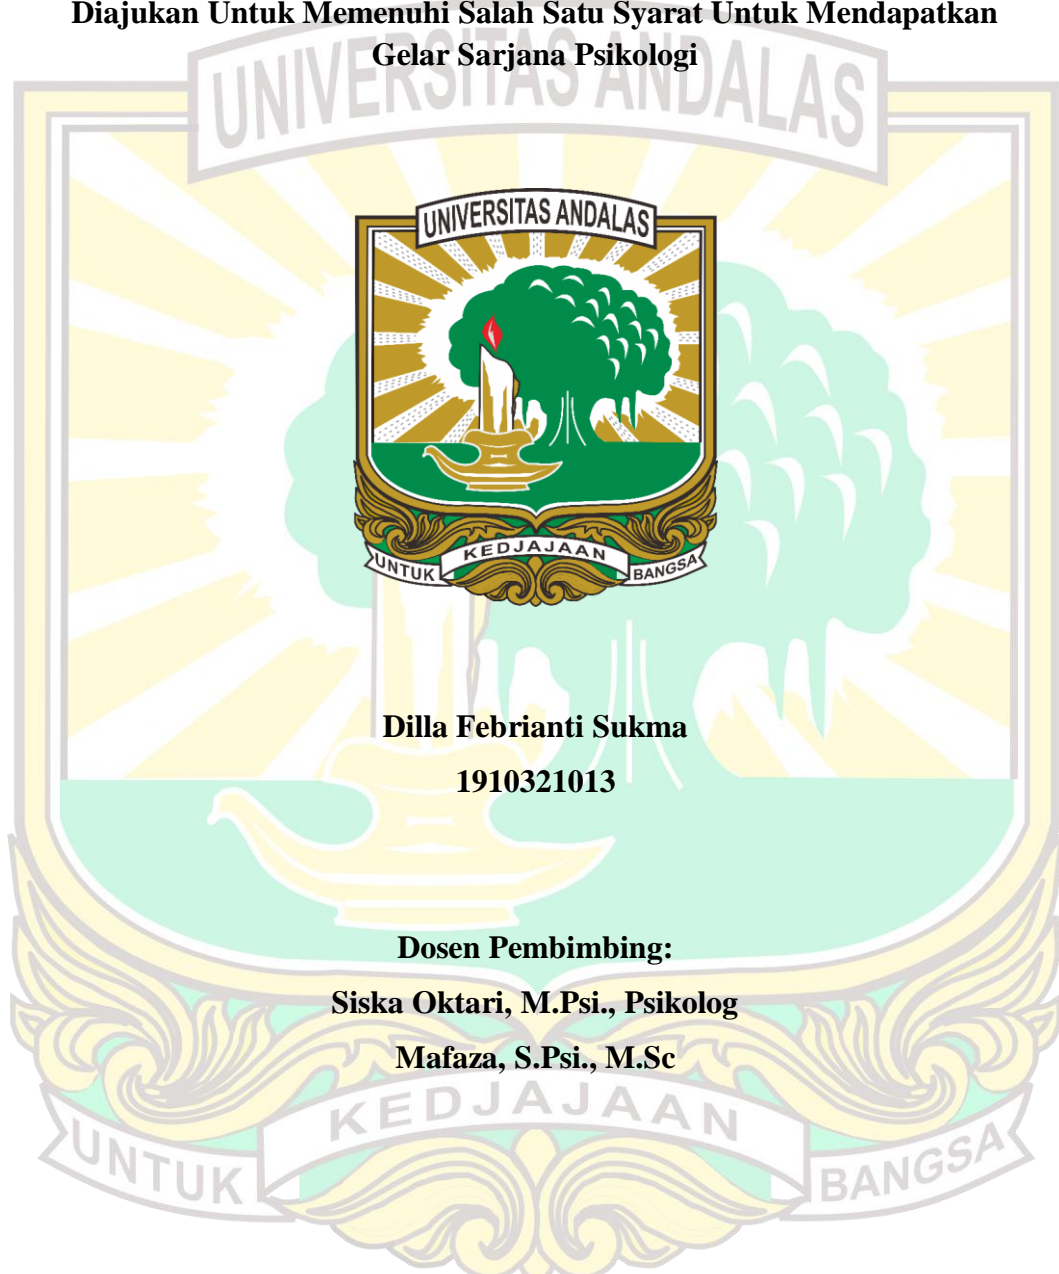 Diajukan Untuk Memenuhi Salah Satu Syarat Untuk Mendapatkan
Gelar Sarjana Psikologi
UNIVERSITAS ANDALAS
UNIVERSITAS ANDALAS
UNTUK KEDJAJAAN BANGSA
Dilla Febrianti Sukma
1910321013
Dosen Pembimbing:
Siska Oktari, M.Psi., Psikolog
Mafaza, S.Psi., M.Sc
UNTUK KEDJAJAAN BANGSA